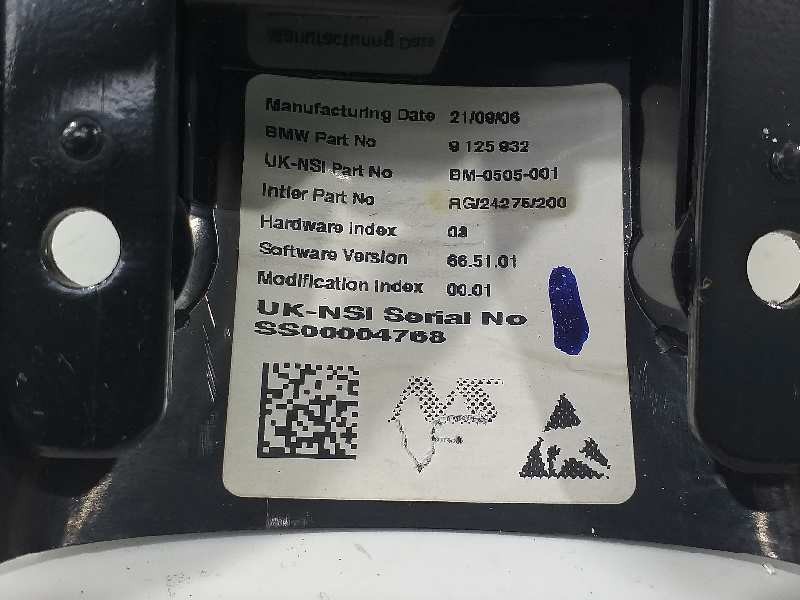 Manufacturing Date 21/09/06
BMW Part No 9 125 932
UK-NSI Part No BM-0505-001
Intier Part No RG/24275/200
Hardware Index 03
Software Version 66.51.01
Modification Index 00.01
UK-NSI Serial No
SS00004768